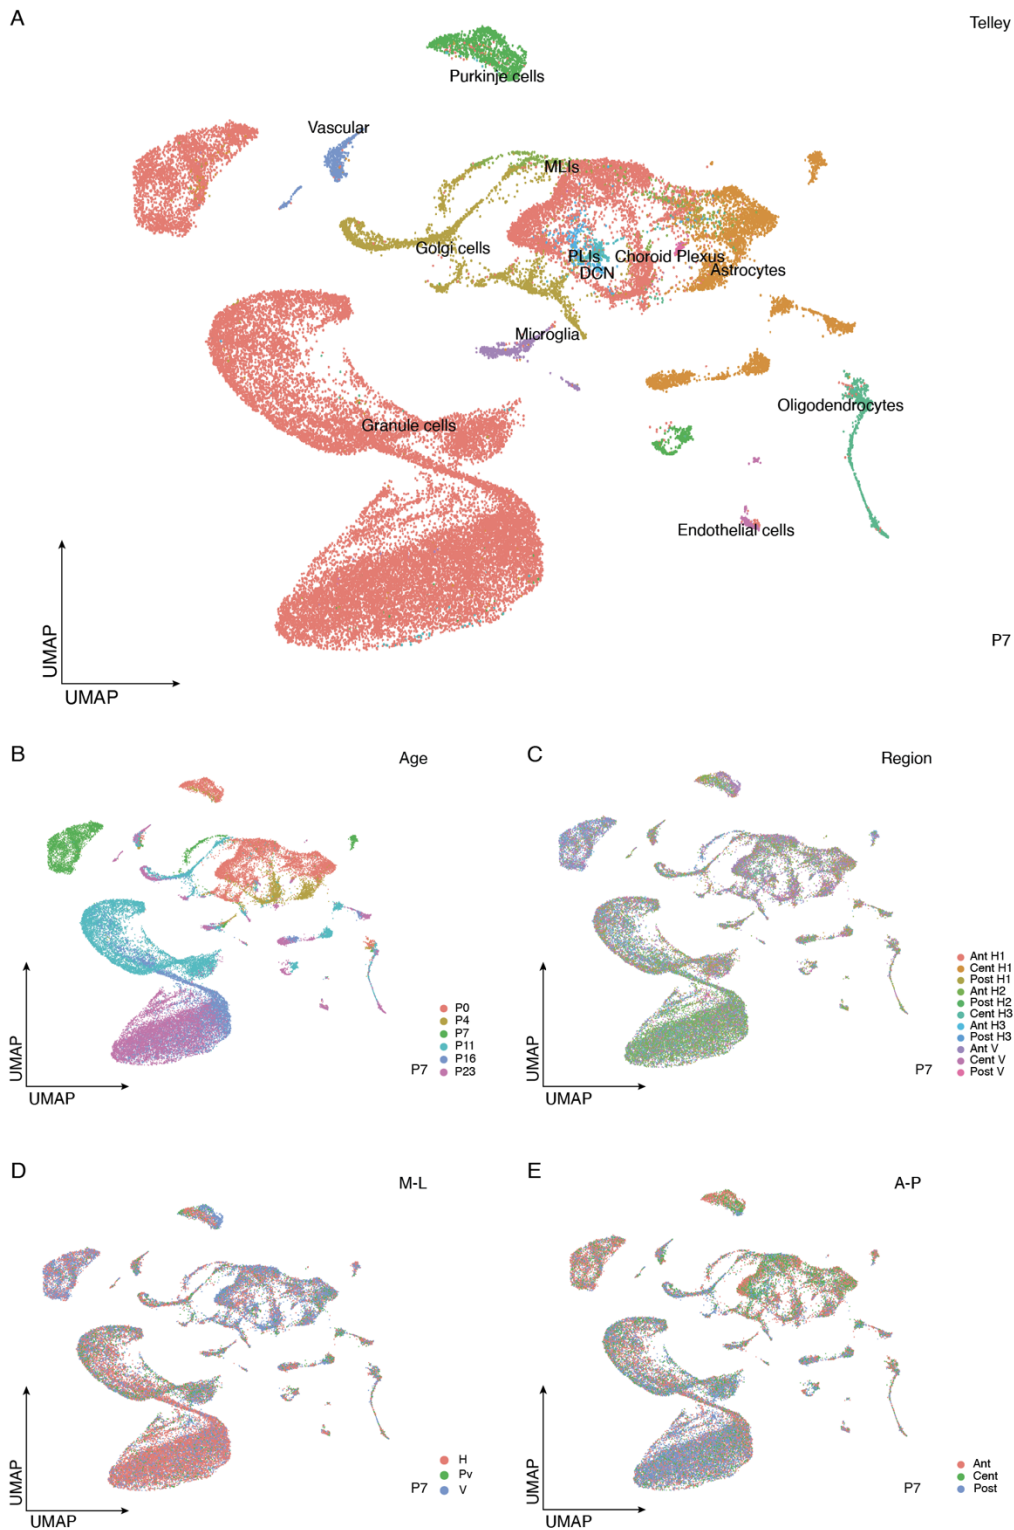 A
Telley
Purkinje cells
Vascular
MLIs
Golgi cells
PLIs
Choroid Plexus
DCN
Astrocytes
Microglia
Oligodendrocytes
Granule cells
Endothelial cells
UMAP
UMAP
P7
B
Age
UMAP
UMAP
P7
P0
P4
P7
P11
P16
P23
C
Region
UMAP
UMAP
P7
Ant H1
Cent H1
Post H1
Ant H2
Post H2
Cent H3
Ant H3
Post H3
Ant V
Cent V
Post V
D
M-L
UMAP
UMAP
P7
H
Pv
V
E
A-P
UMAP
UMAP
P7
Ant
Cent
Post